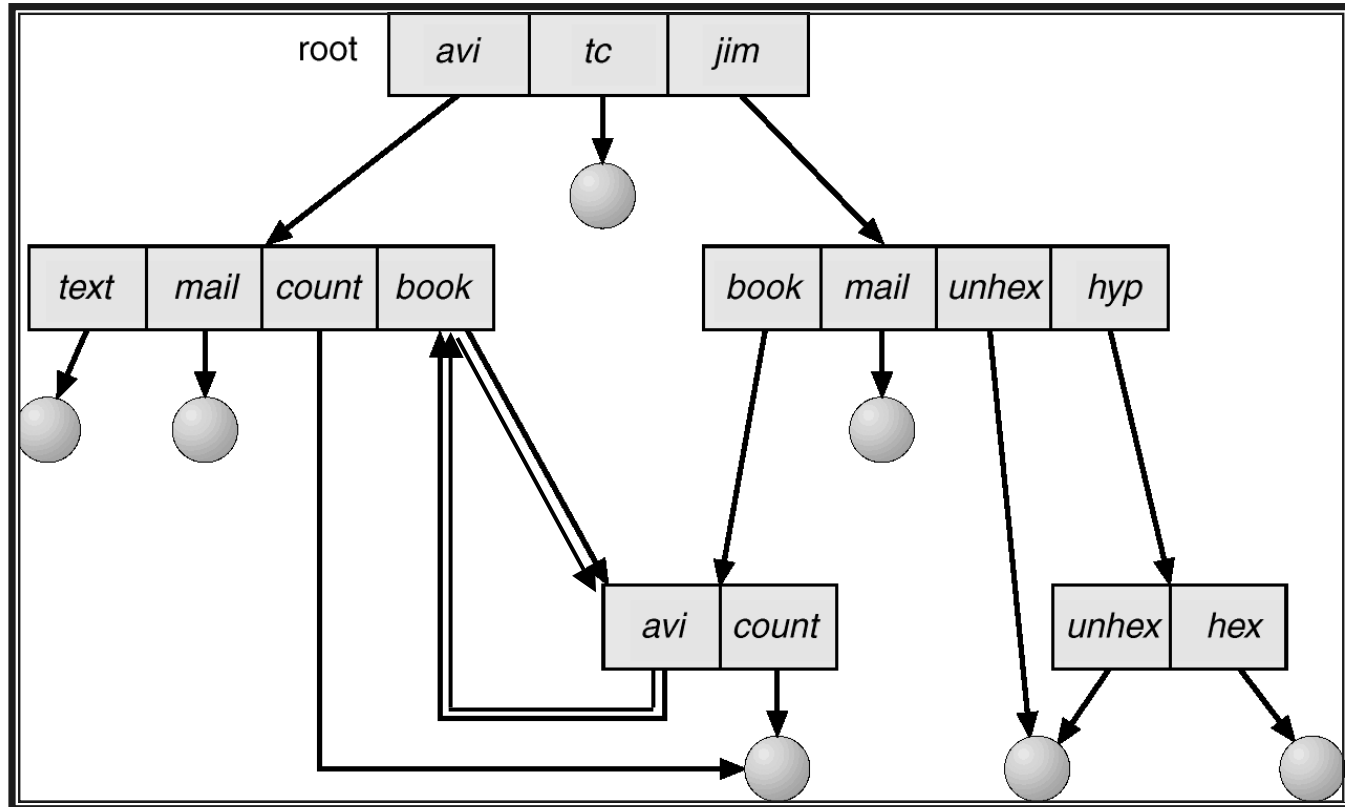 root avi tc jim
text mail count book book mail unhex hyp
avi count unhex hex